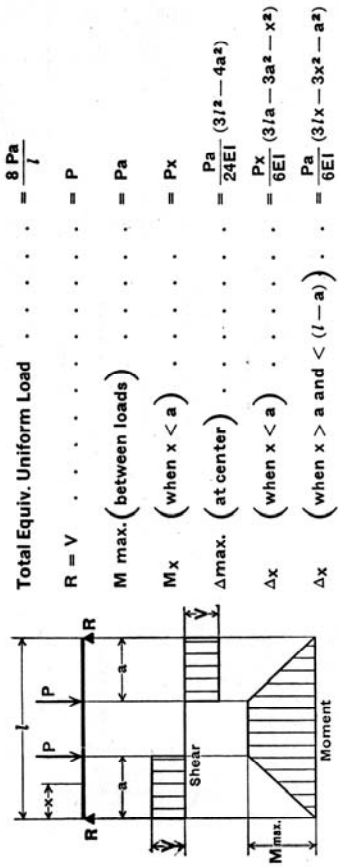 Total Equiv. Uniform Load . . . . . . = 8 Pa / l
R = V . . . . . . . . . . = P
M max. (between loads) . . . . . = Pa
Mx (when x < a) . . . . . . = Px
Δmax. (at center) . . . . . . = Pa / 24EI (3l² – 4a²)
Δx (when x < a) . . . . . . = Px / 6EI (3la – 3a² – x²)
Δx (when x > a and < (l – a)) . . = Pa / 6EI (3lx – 3x² – a²)
l
x
P
P
R
R
a
a
V
V
Shear
M max.
Moment